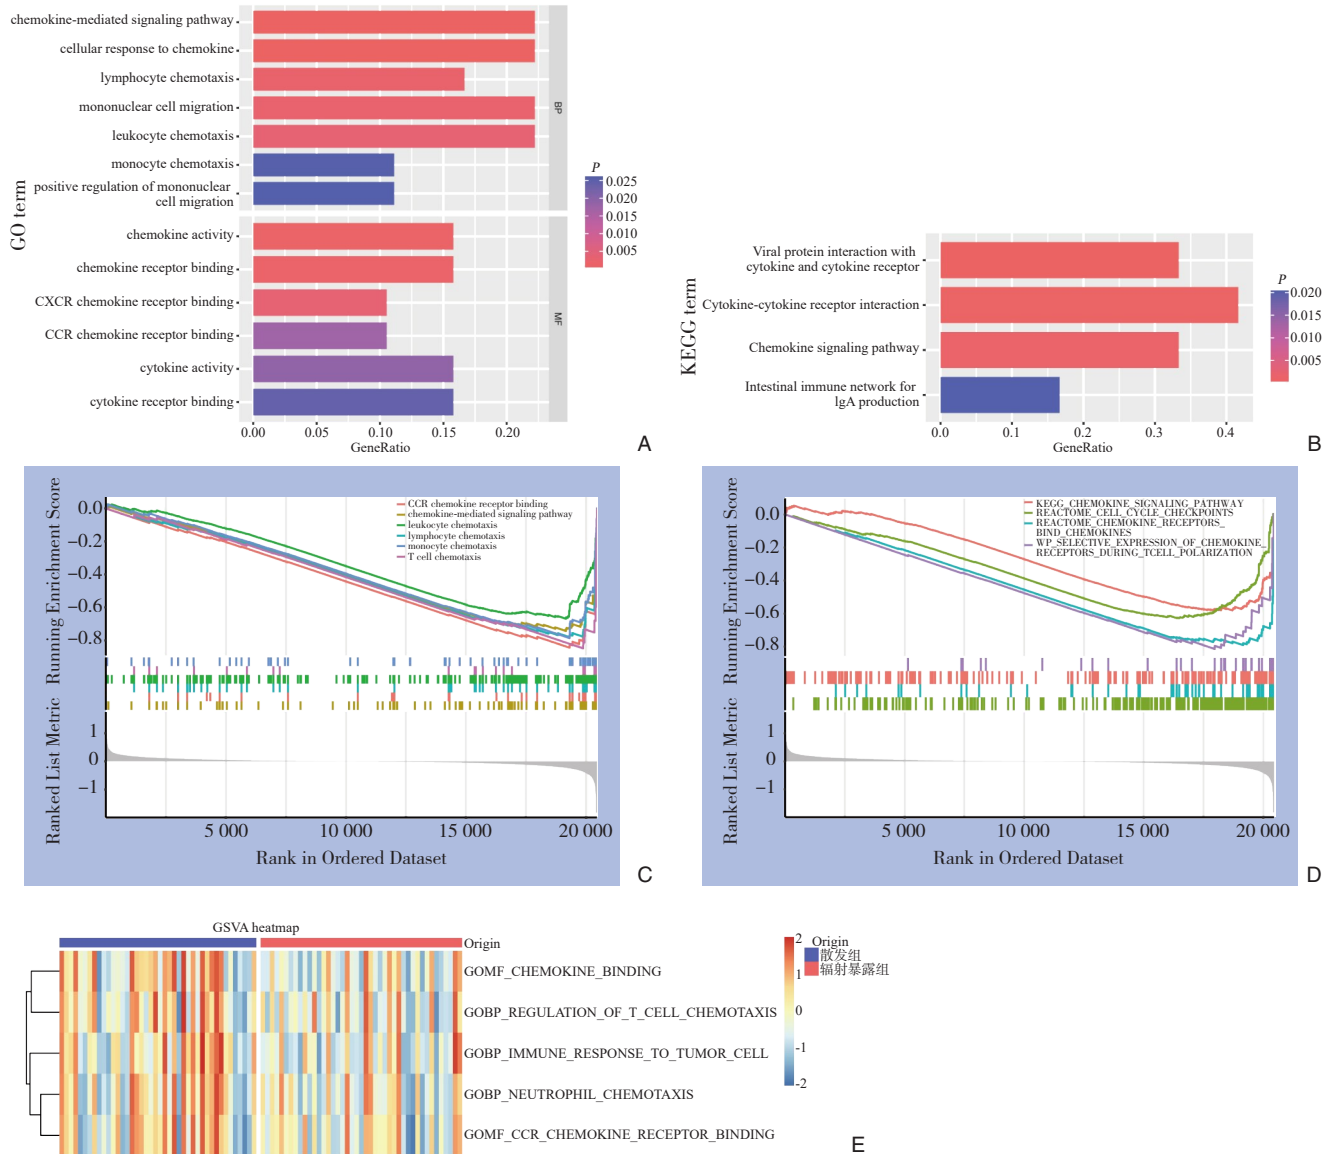 chemokine-mediated signaling pathway
cellular response to chemokine
lymphocyte chemotaxis
mononuclear cell migration
leukocyte chemotaxis
monocyte chemotaxis
positive regulation of mononuclear
cell migration
BP
chemokine activity
chemokine receptor binding
CXCR chemokine receptor binding
CCR chemokine receptor binding
cytokine activity
cytokine receptor binding
MF
GO term
0.00 0.05 0.10 0.15 0.20
GeneRatio
P
0.025
0.020
0.015
0.010
0.005
A
Viral protein interaction with
cytokine and cytokine receptor
Cytokine-cytokine receptor interaction
Chemokine signaling pathway
Intestinal immune network for
lgA production
KEGG term
0.0 0.1 0.2 0.3 0.4
GeneRatio
P
0.020
0.015
0.010
0.005
B
Running Enrichment Score
0.0
−0.2
−0.4
−0.6
−0.8
CCR chemokine receptor binding
chemokine-mediated signaling pathway
leukocyte chemotaxis
lymphocyte chemotaxis
monocyte chemotaxis
T cell chemotaxis
Ranked List Metric
1
0
−1
5 000 10 000 15 000 20 000
Rank in Ordered Dataset
C
Running Enrichment Score
0.0
−0.2
−0.4
−0.6
−0.8
KEGG_CHEMOKINE_SIGNALING_PATHWAY
REACTOME_CELL_CYCLE_CHECKPOINTS
REACTOME_CHEMOKINE_RECEPTORS_
BIND_CHEMOKINES
WP_SELECTIVE_EXPRESSION_OF_CHEMOKINE_
RECEPTORS_DURING_TCELL_POLARIZATION
Ranked List Metric
1
0
−1
5 000 10 000 15 000 20 000
Rank in Ordered Dataset
D
GSVA heatmap
Origin
GOMF_CHEMOKINE_BINDING
GOBP_REGULATION_OF_T_CELL_CHEMOTAXIS
GOBP_IMMUNE_RESPONSE_TO_TUMOR_CELL
GOBP_NEUTROPHIL_CHEMOTAXIS
GOMF_CCR_CHEMOKINE_RECEPTOR_BINDING
2
1
0
-1
-2
Origin
散发组
辐射暴露组
E